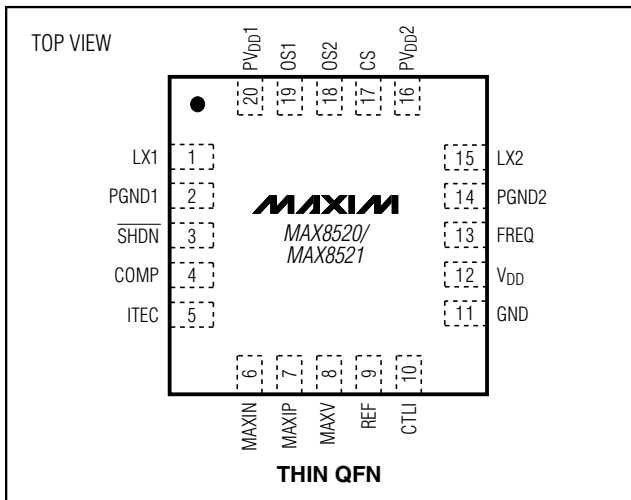 TOP VIEW
PVDD1
OS1
OS2
CS
PVDD2
20
19
18
17
16
LX1 1
PGND1 2
SHDN 3
COMP 4
ITEC 5
MAXIM
MAX8520/
MAX8521
15 LX2
14 PGND2
13 FREQ
12 VDD
11 GND
6
7
8
9
10
MAXIN
MAXIP
MAXV
REF
CTLI
THIN QFN